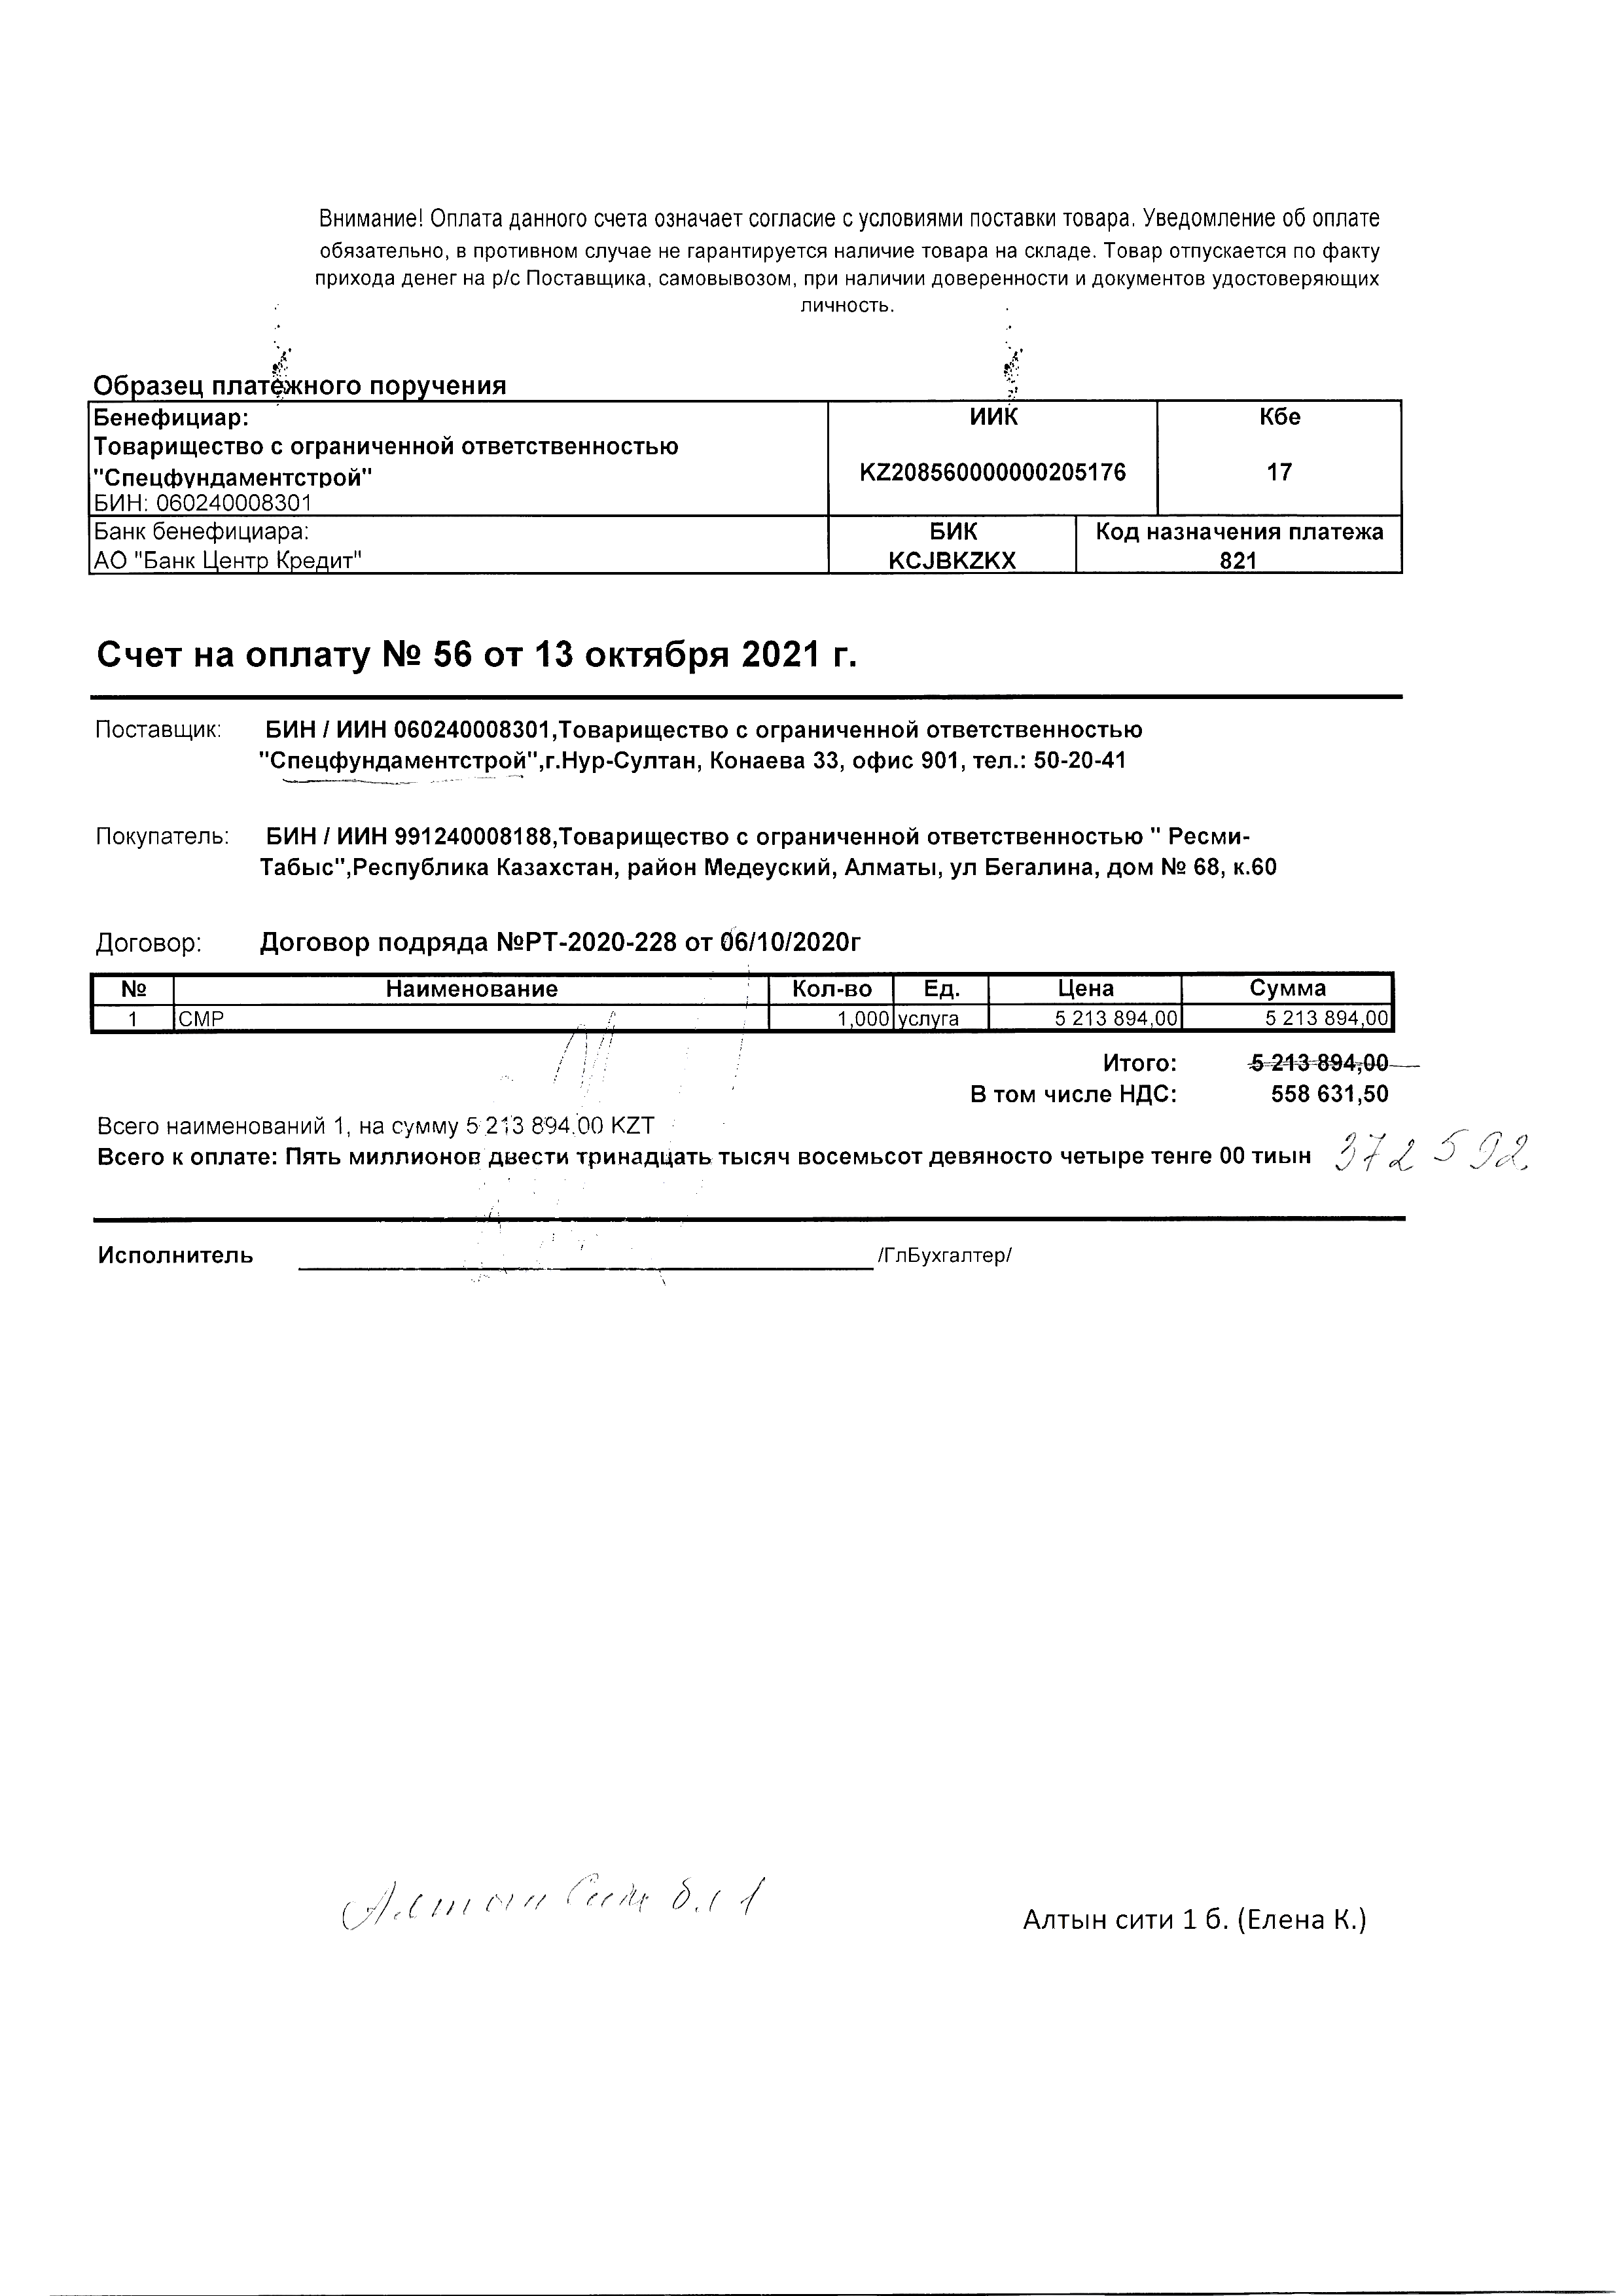 Внимание! Оплата данного счета означает согласие с условиями поставки товара. Уведомление об оплате
обязательно, в противном случае не гарантируется наличие товара на складе. Товар отпускается по факту
прихода денег на р/с Поставщика, самовывозом, при наличии доверенности и документов удостоверяющих
личность.
Образец платежного поручения
Бенефициар: ИИК Кбе
Товарищество с ограниченной ответственностью
"Спецфундаментстрой" KZ208560000000205176 17
БИН: 060240008301
Банк бенефициара: БИК Код назначения платежа
АО "Банк Центр Кредит" KCJBKZKX 821
Счет на оплату № 56 от 13 октября 2021 г.
Поставщик: БИН / ИИН 060240008301,Товарищество с ограниченной ответственностью
"Спецфундаментстрой",г.Нур-Султан, Конаева 33, офис 901, тел.: 50-20-41
Покупатель: БИН / ИИН 991240008188,Товарищество с ограниченной ответственностью " Ресми-
Табыс",Республика Казахстан, район Медеуский, Алматы, ул Бегалина, дом № 68, к.60
Договор: Договор подряда №РТ-2020-228 от 06/10/2020г
№ Наименование Кол-во Ед. Цена Сумма
1 СМР 1,000 услуга 5 213 894,00 5 213 894,00
Итого: 5 213 894,00
В том числе НДС: 558 631,50
Всего наименований 1, на сумму 5 213 894.00 KZT
Всего к оплате: Пять миллионов двести тринадцать тысяч восемьсот девяносто четыре тенге 00 тиын 372 592
Исполнитель /ГлБухгалтер/
Алтын Сити бл 1
Алтын сити 1 б. (Елена К.)